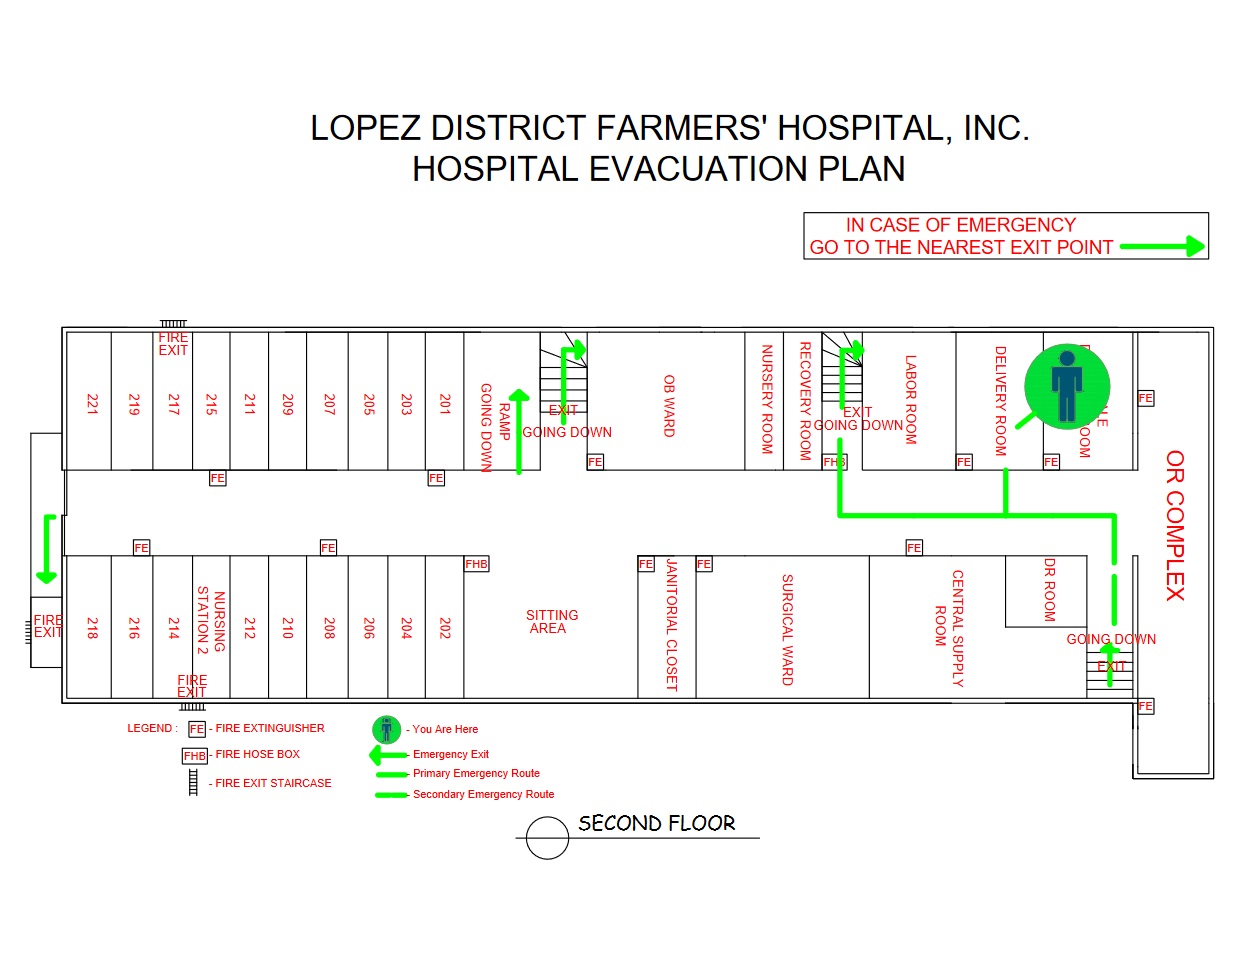 LOPEZ DISTRICT FARMERS' HOSPITAL, INC.
HOSPITAL EVACUATION PLAN
IN CASE OF EMERGENCY
GO TO THE NEAREST EXIT POINT
FIRE
EXIT
221
219
217
215
211
209
207
205
203
201
RAMP
GOING DOWN
EXIT
GOING DOWN
OB WARD
NURSERY ROOM
RECOVERY ROOM
EXIT
GOING DOWN
LABOR ROOM
DELIVERY ROOM
ROOM
FE
FE
FHB
FE
FE
FE
FE
OR COMPLEX
FE
FE
FHB
FE
FE
FE
FIRE
EXIT
218
216
214
NURSING
STATION 2
212
210
208
206
204
202
SITTING
AREA
JANITORIAL CLOSET
SURGICAL WARD
CENTRAL SUPPLY
ROOM
DR ROOM
GOING DOWN
EXIT
FIRE
EXIT
FE
LEGEND :
FE - FIRE EXTINGUISHER
FHB - FIRE HOSE BOX
- FIRE EXIT STAIRCASE
- You Are Here
- Emergency Exit
- Primary Emergency Route
- Secondary Emergency Route
SECOND FLOOR